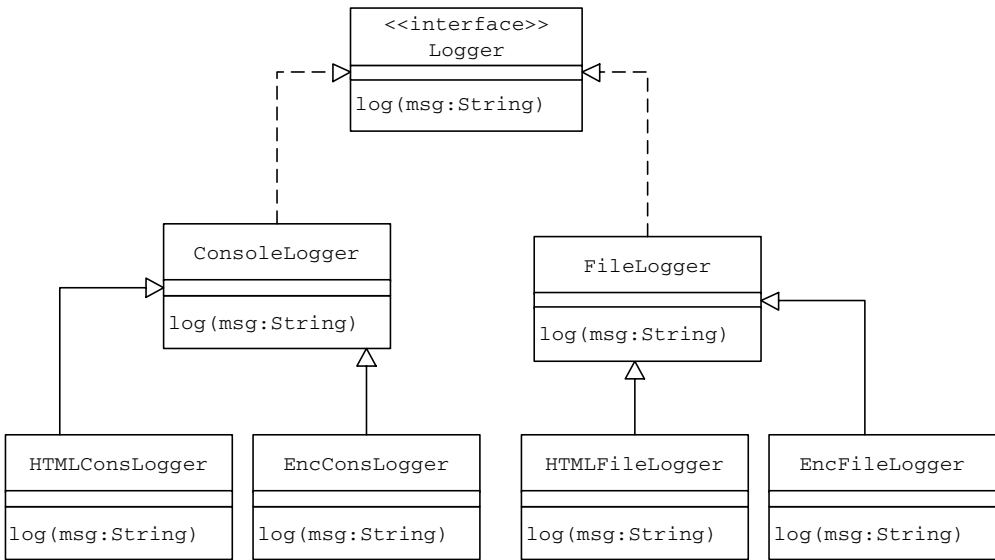 <<interface>>
Logger
log(msg:String)
ConsoleLogger
log(msg:String)
FileLogger
log(msg:String)
HTMLConsLogger
log(msg:String)
EncConsLogger
log(msg:String)
HTMLFileLogger
log(msg:String)
EncFileLogger
log(msg:String)